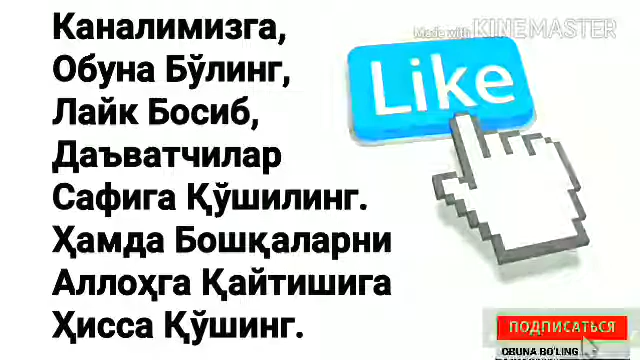 Каналимизга,
Обуна Бўлинг,
Лайк Босиб,
Даъватчилар
Сафига Қўшилинг.
Ҳамда Бошқаларни
Аллоҳга Қайтишига
Ҳисса Қўшинг.
Made with KINEMASTER
Like
ПОДПИСАТЬСЯ
OBUNA BO'LING